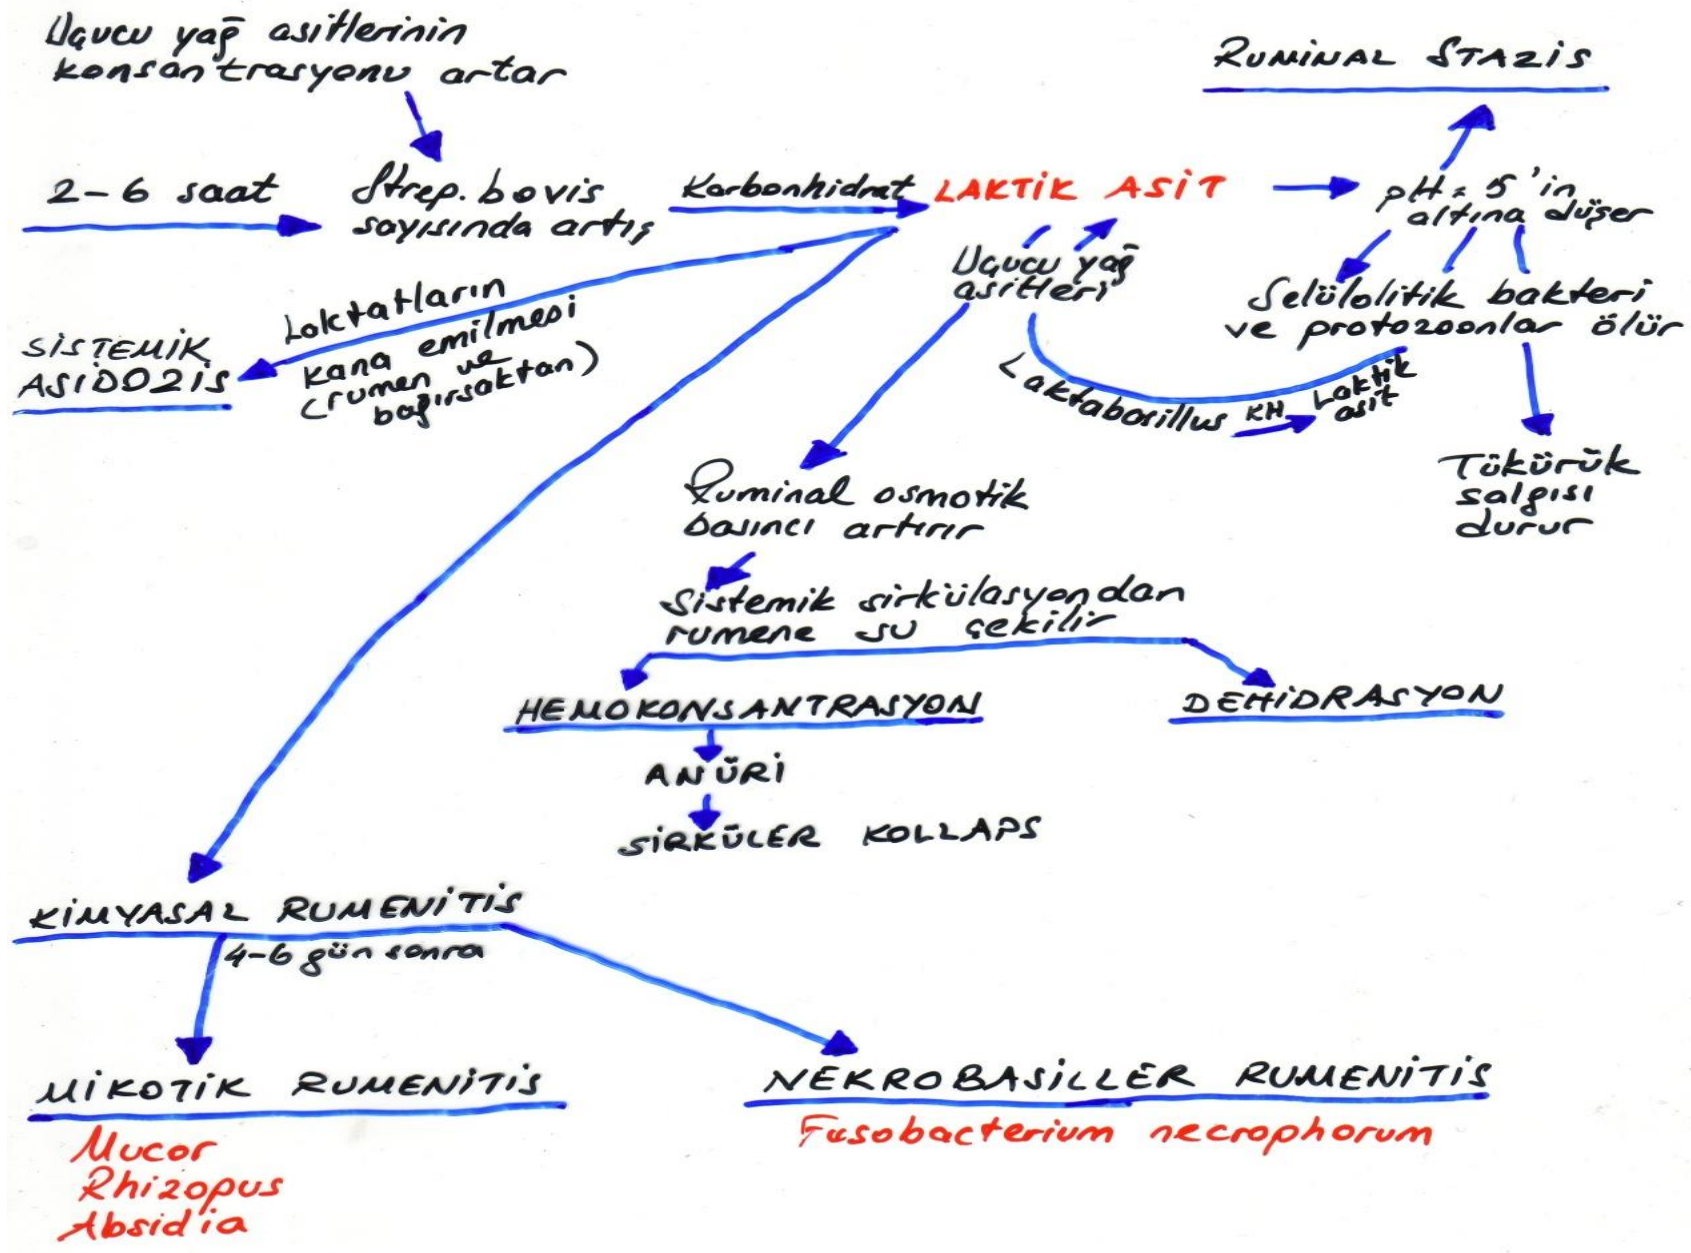 Uçucu yağ asitlerinin
konsantrasyonu artar
RUMİNAL STAZİS
2-6 saat
Strep. bovis
sayısında artış
Karbonhidrat
LAKTİK ASİT
pH = 5'in
altına düşer
Uçucu yağ
asitleri
Selülolitik bakteri
ve protozoonlar ölür
Laktatların
kana emilmesi
(rumen ve
bağırsaktan)
SİSTEMİK
ASİDOZİS
Laktabasillus KH Laktik
asit
Tükürük
salgısı
durur
Ruminal osmotik
basıncı artırır
Sistemik sirkülasyondan
rumene su çekilir
HEMOKONSANTRASYON
DEHİDRASYON
ANÜRİ
SİRKÜLER KOLLAPS
KİMYASAL RUMENİTİS
4-6 gün sonra
MİKOTİK RUMENİTİS
NEKROBASİLLER RUMENİTİS
Mucor
Rhizopus
Absidia
Fusobacterium necrophorum